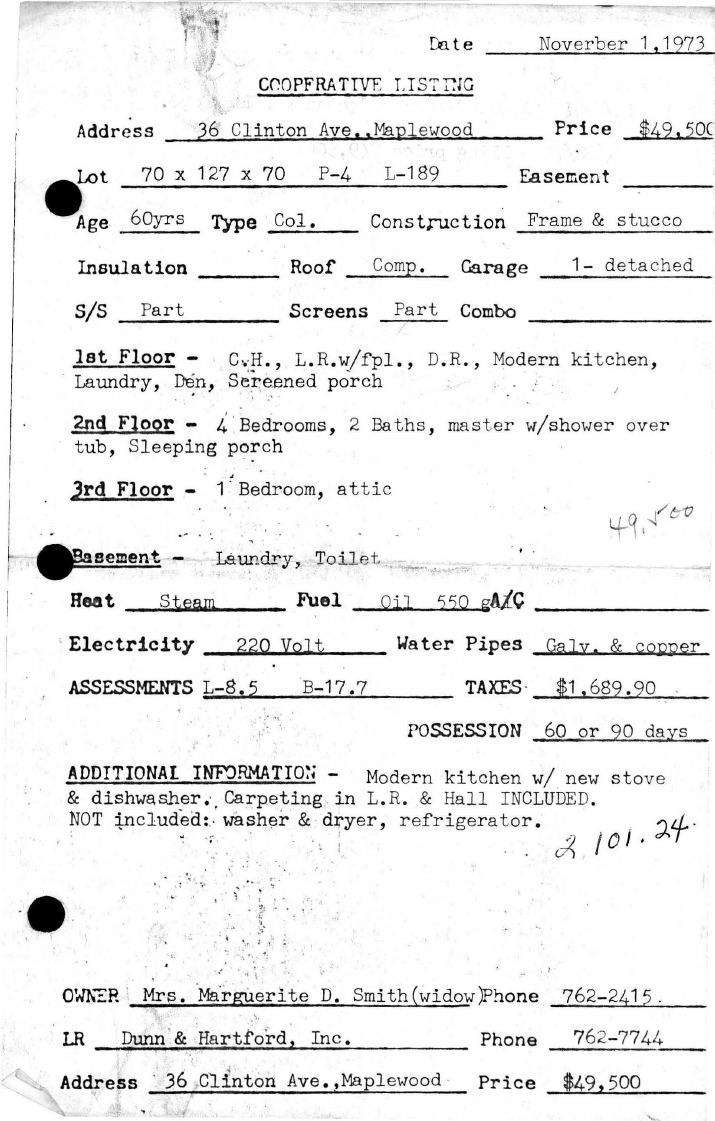 Date Noverber 1,1973
COOPFRATIVE LISTING
Address 36 Clinton Ave.,Maplewood Price $49,500
Lot 70 x 127 x 70 P-4 L-189 Easement
Age 60yrs Type Col. Construction Frame & stucco
Insulation Roof Comp. Garage 1- detached
S/S Part Screens Part Combo
1st Floor - C.H., L.R.w/fpl., D.R., Modern kitchen,
Laundry, Den, Screened porch
2nd Floor - 4 Bedrooms, 2 Baths, master w/shower over
tub, Sleeping porch
3rd Floor - 1 Bedroom, attic
49,500
Basement - Laundry, Toilet
Heat Steam Fuel Oil 550 gA/C
Electricity 220 Volt Water Pipes Galv. & copper
ASSESSMENTS L-8.5 B-17.7 TAXES $1,689.90
POSSESSION 60 or 90 days
ADDITIONAL INFORMATION - Modern kitchen w/ new stove
& dishwasher. Carpeting in L.R. & Hall INCLUDED.
NOT included: washer & dryer, refrigerator.
2101.24
OWNER Mrs. Marguerite D. Smith(widow)Phone 762-2415.
LR Dunn & Hartford, Inc. Phone 762-7744
Address 36 Clinton Ave.,Maplewood Price $49,500